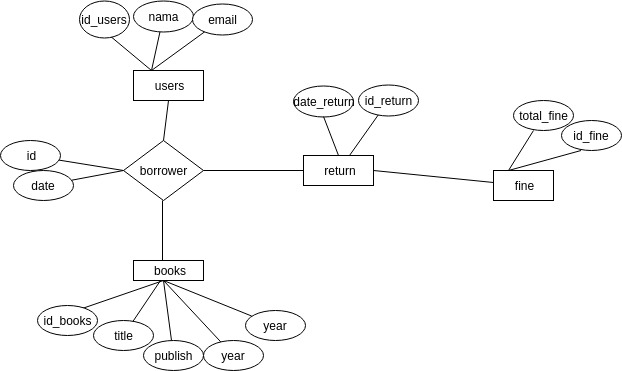 id_users
nama
email
users
date_return
id_return
total_fine
id_fine
id
date
borrower
return
fine
books
id_books
title
publish
year
year